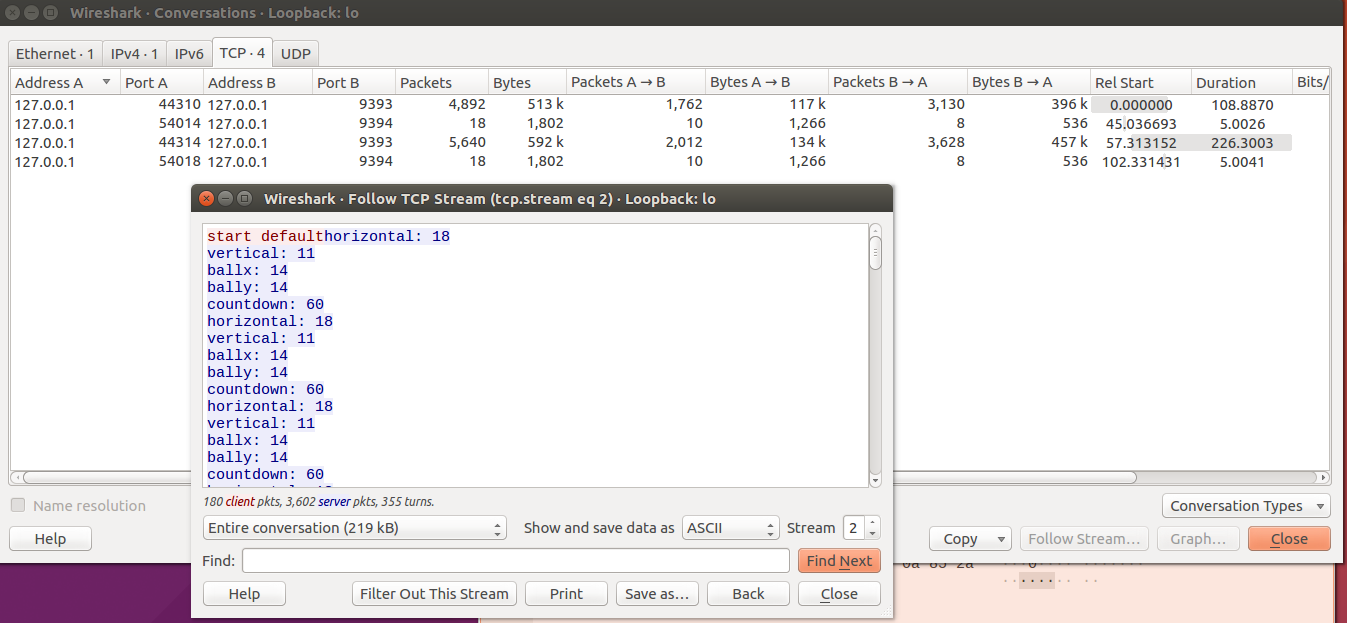 Wireshark · Conversations · Loopback: lo
Ethernet · 1 IPv4 · 1 IPv6 TCP · 4 UDP
Address A Port A Address B Port B Packets Bytes Packets A → B Bytes A → B Packets B → A Bytes B → A Rel Start Duration Bits/
127.0.0.1 44310 127.0.0.1 9393 4,892 513 k 1,762 117 k 3,130 396 k 0.000000 108.8870
127.0.0.1 54014 127.0.0.1 9394 18 1,802 10 1,266 8 536 45.036693 5.0026
127.0.0.1 44314 127.0.0.1 9393 5,640 592 k 2,012 134 k 3,628 457 k 57.313152 226.3003
127.0.0.1 54018 127.0.0.1 9394 18 1,802 10 1,266 8 536 102.331431 5.0041
Wireshark · Follow TCP Stream (tcp.stream eq 2) · Loopback: lo
start defaulthorizontal: 18
vertical: 11
ballx: 14
bally: 14
countdown: 60
horizontal: 18
vertical: 11
ballx: 14
bally: 14
countdown: 60
horizontal: 18
vertical: 11
ballx: 14
bally: 14
countdown: 60
180 client pkts, 3,602 server pkts, 355 turns.
Entire conversation (219 kB) Show and save data as ASCII Stream 2
Find: Find Next
Help Filter Out This Stream Print Save as… Back Close
Name resolution
Conversation Types
Help
Copy Follow Stream… Graph… Close